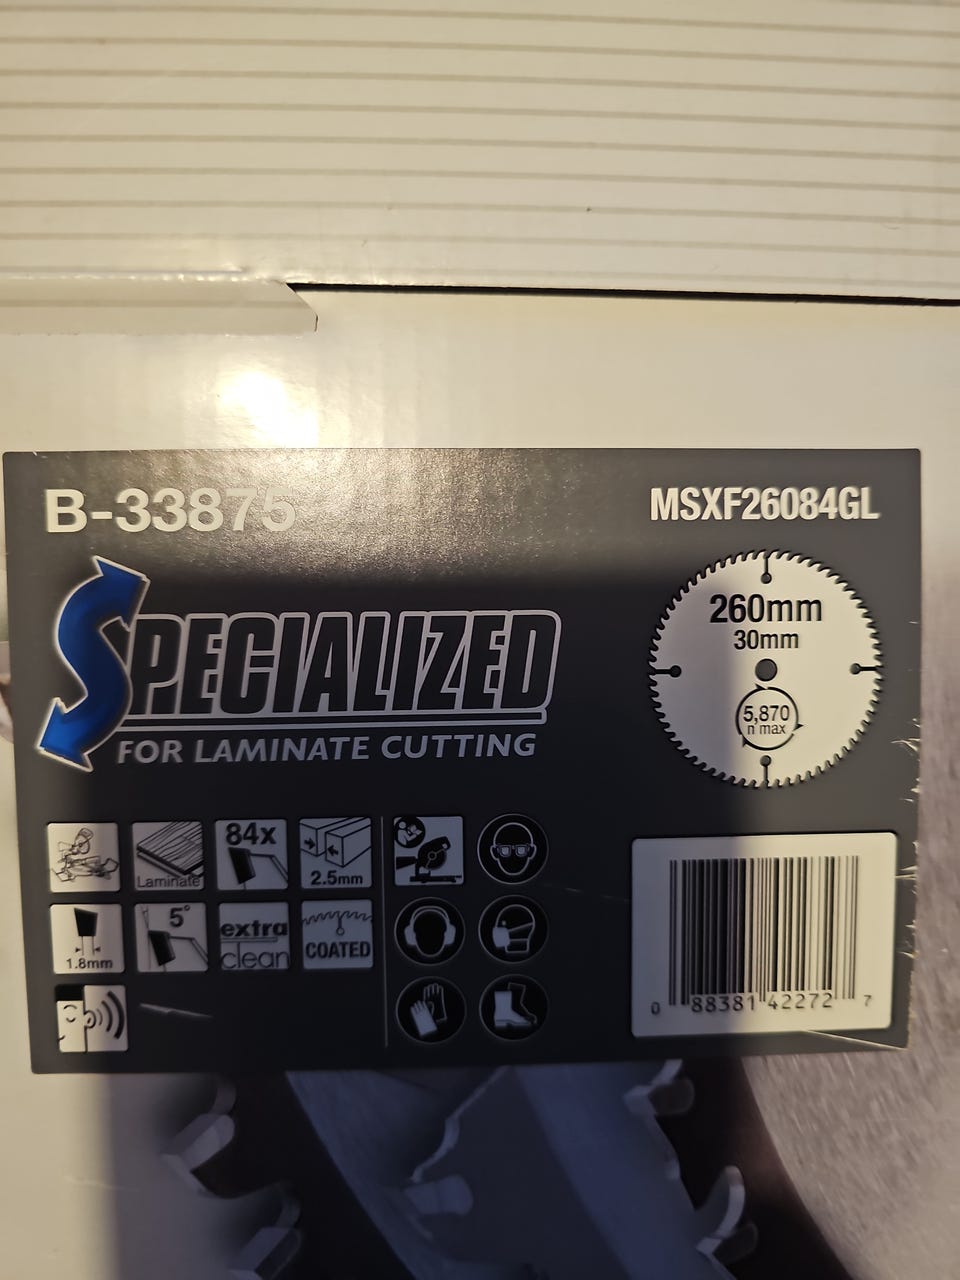 B-33875
MSXF26084GL
SPECIALIZED
FOR LAMINATE CUTTING
260mm
30mm
5,870
n max
Laminate
84x
2.5mm
1.8mm
5°
extra
clean
COATED
0 88381 42272 7